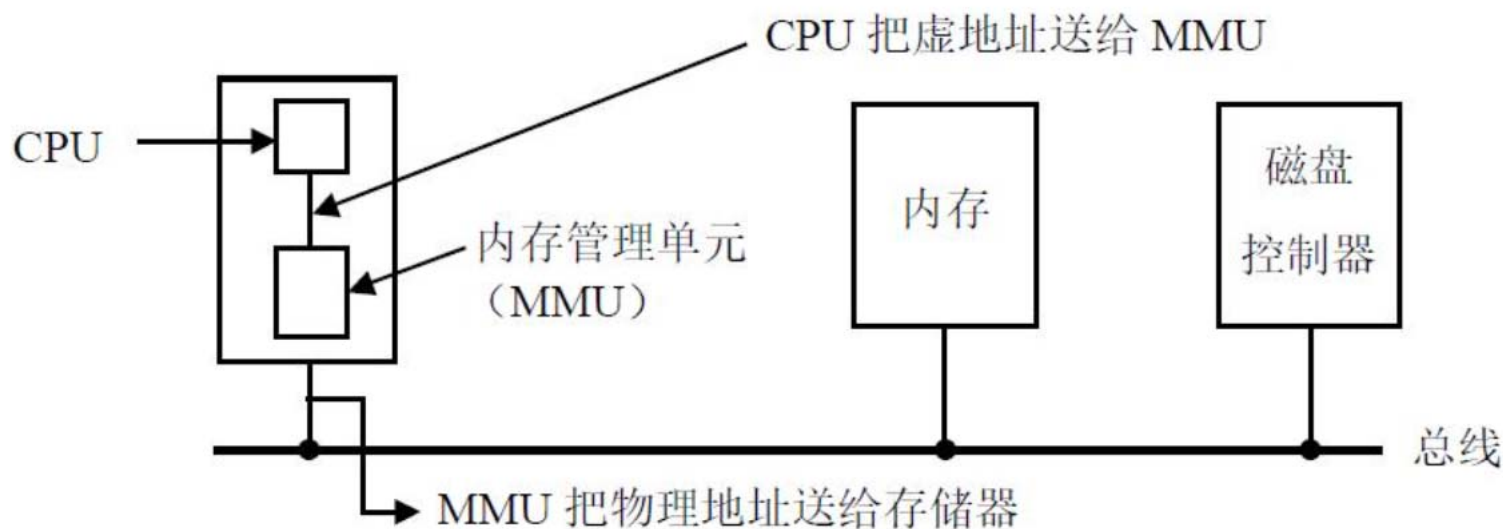 CPU 把虚地址送给 MMU
CPU
内存管理单元
（MMU）
内存
磁盘
控制器
总线
MMU 把物理地址送给存储器